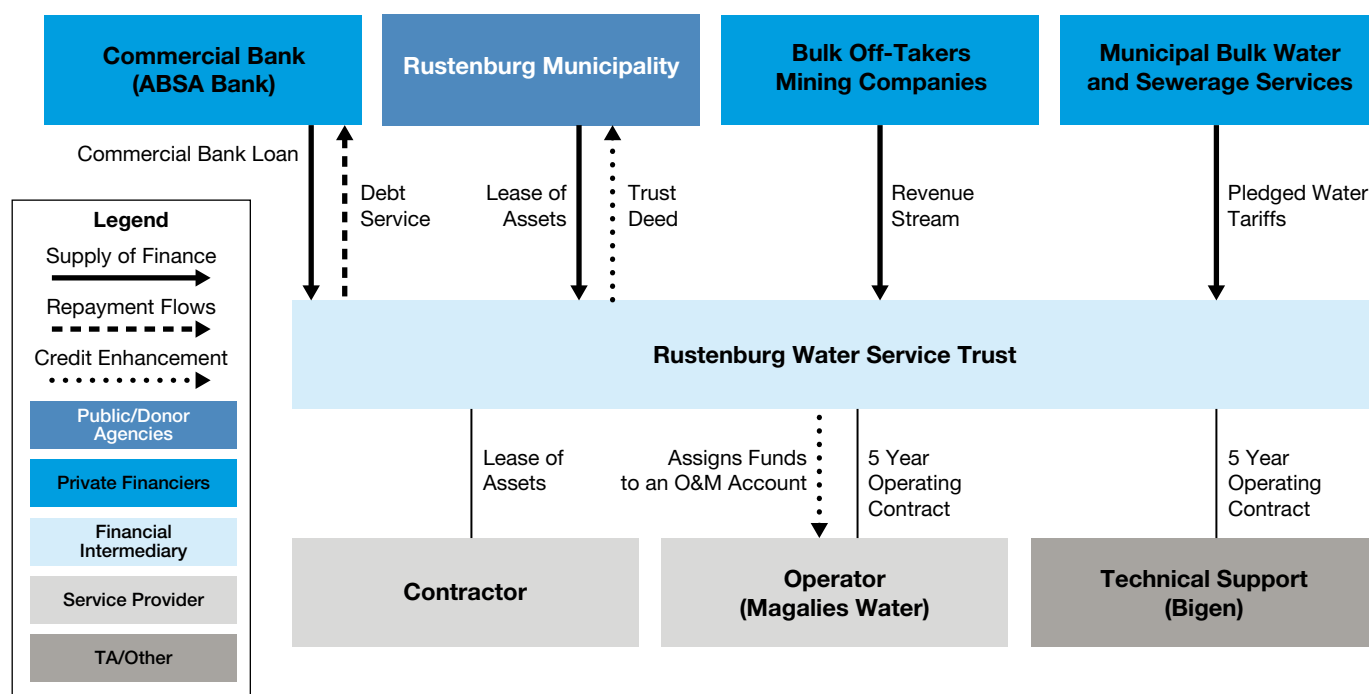 Commercial Bank
(ABSA Bank)
Rustenburg Municipality
Bulk Off-Takers
Mining Companies
Municipal Bulk Water
and Sewerage Services
Commercial Bank Loan
Debt
Service
Lease of
Assets
Trust
Deed
Revenue
Stream
Pledged Water
Tariffs
Legend
Supply of Finance
Repayment Flows
Credit Enhancement
Public/Donor
Agencies
Private Financiers
Financial
Intermediary
Service Provider
TA/Other
Rustenburg Water Service Trust
Lease of
Assets
Assigns Funds
to an O&M Account
5 Year
Operating
Contract
5 Year
Operating
Contract
Contractor
Operator
(Magalies Water)
Technical Support
(Bigen)